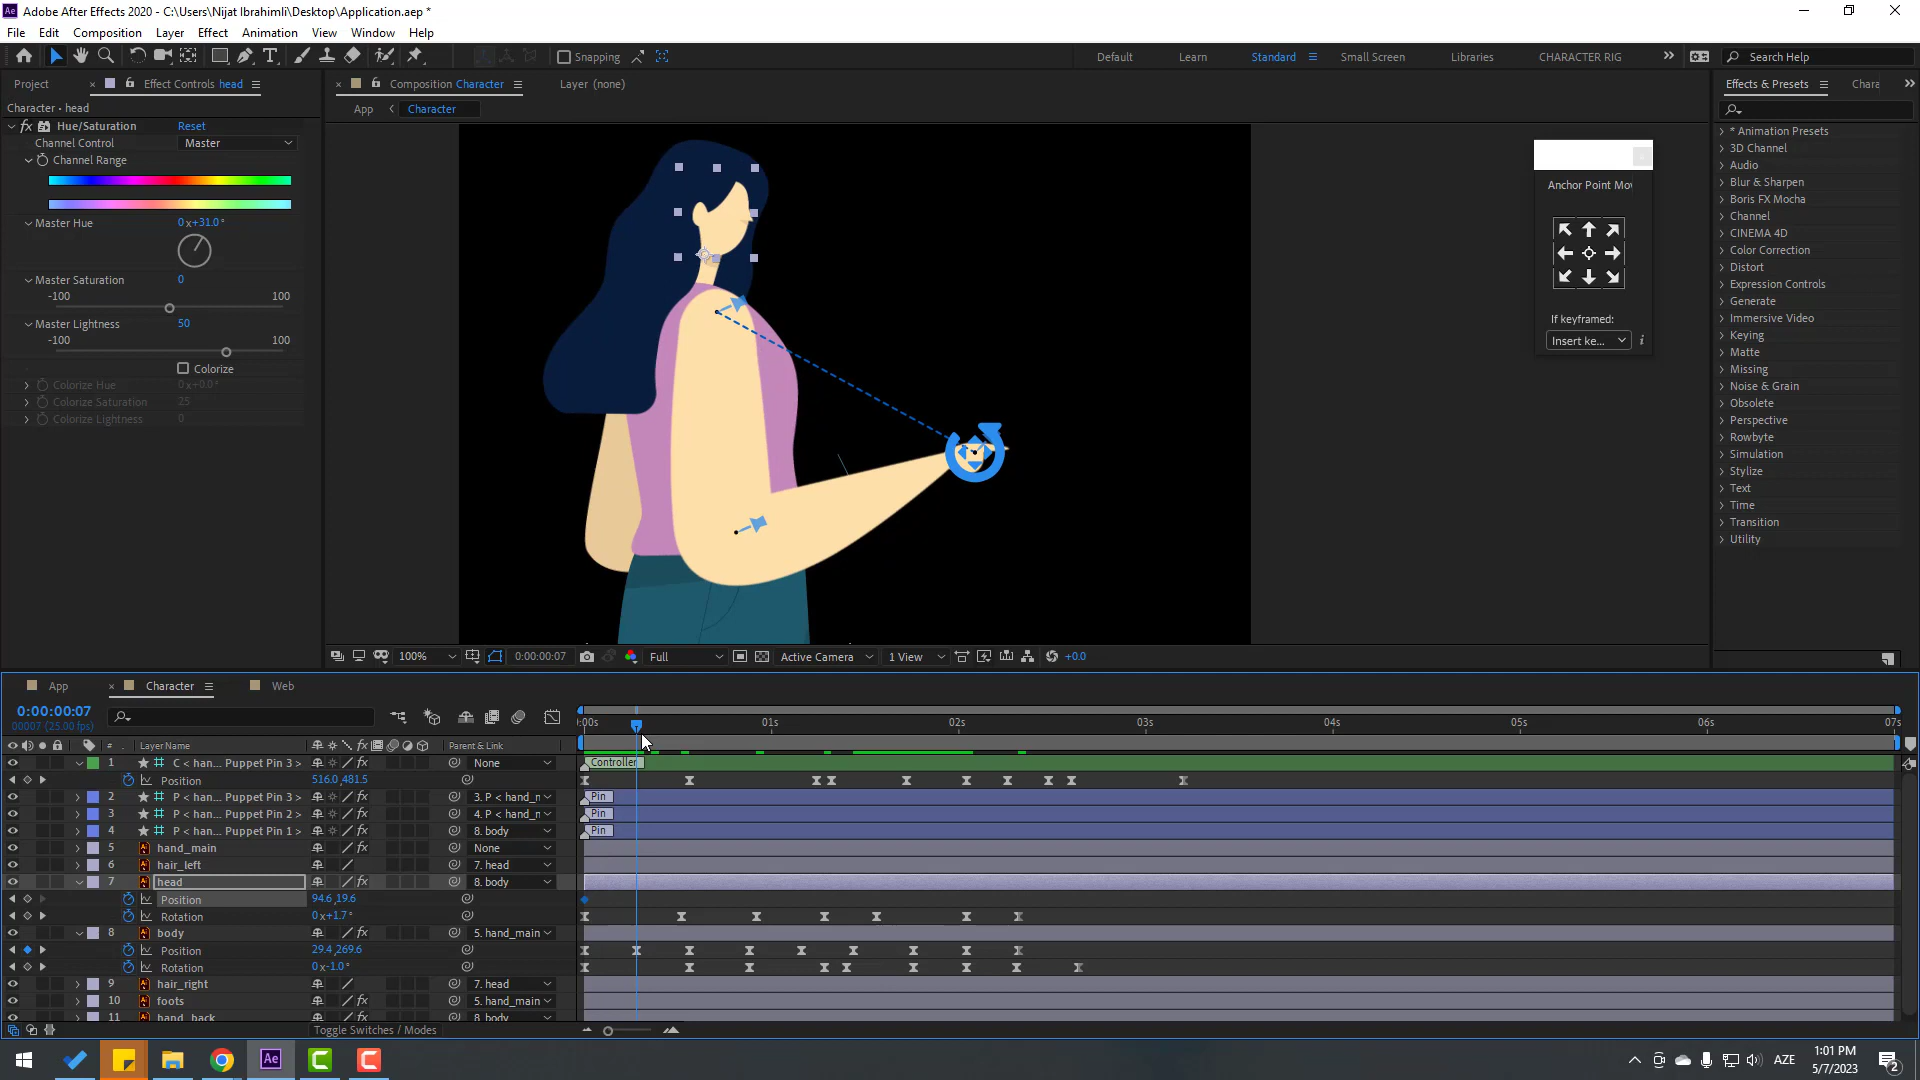 Adobe After Effects 2020 - C:\Users\Nijat Ibrahimli\Desktop\Application.aep *
File Edit Composition Layer Effect Animation View Window Help
Snapping Default Learn Standard Small Screen Libraries CHARACTER RIG Search Help
Project Effect Controls head Composition Character Layer (none) Effects & Presets Chara
Character • head
App Character
fx Hue/Saturation Reset
Channel Control Master
Channel Range
Master Hue 0x+31.0°
Master Saturation 0
-100 100
Master Lightness 50
-100 100
Colorize
Colorize Hue 0x+0.0°
Colorize Saturation 25
Colorize Lightness 0
Anchor Point Mov
If keyframed:
Insert ke...
* Animation Presets
3D Channel
Audio
Blur & Sharpen
Boris FX Mocha
Channel
CINEMA 4D
Color Correction
Distort
Expression Controls
Generate
Immersive Video
Keying
Matte
Missing
Noise & Grain
Obsolete
Perspective
Rowbyte
Simulation
Stylize
Text
Time
Transition
Utility
100% 0:00:00:07 Full Active Camera 1 View +0.0
App Character Web
0:00:00:07
00007 (25.00 fps)
:00s 01s 02s 03s 04s 05s 06s 07s
# Layer Name fx Parent & Link
1 C < han... Puppet Pin 3 > fx None Controller
Position 516.0,481.5
2 P < han... Puppet Pin 3 > fx 3. P < hand_n Pin
3 P < han... Puppet Pin 2 > fx 4. P < hand_n Pin
4 P < han... Puppet Pin 1 > fx 8. body Pin
5 hand_main fx None
6 hair_left 7. head
7 head fx 8. body
Position 94.6,19.6
Rotation 0x+1.7°
8 body 5. hand_main
Position 29.4,269.6
Rotation 0x-1.0°
9 hair_right 7. head
10 foots fx 5. hand_main
11 hand_back fx 8. body
Toggle Switches / Modes
Ae
AZE
1:01 PM
5/7/2023
2